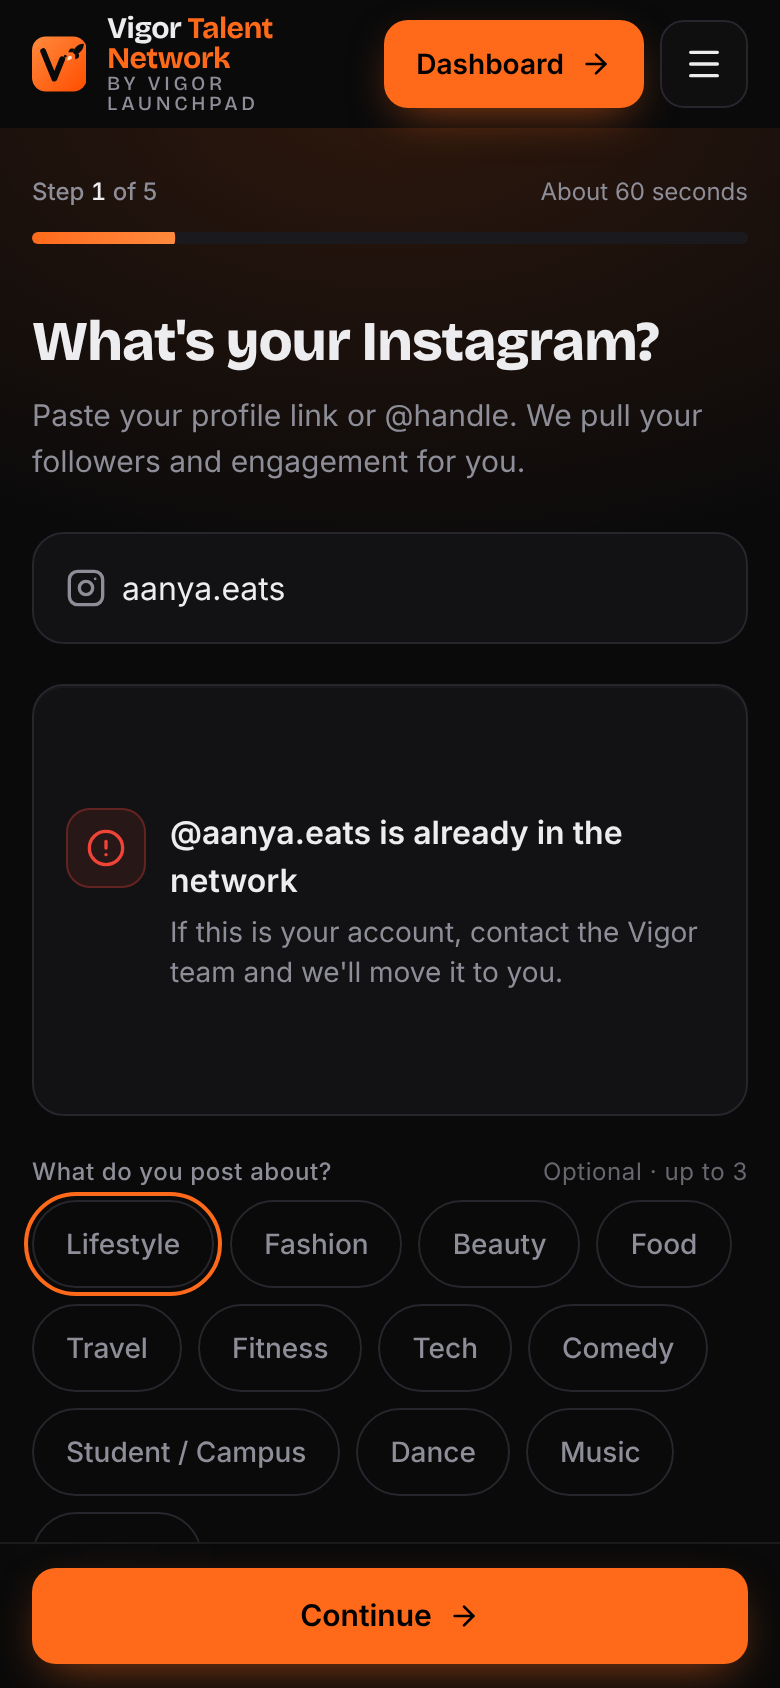 Vigor Talent
Network
BY VIGOR
LAUNCHPAD
Dashboard →
Step 1 of 5
About 60 seconds
What's your Instagram?
Paste your profile link or @handle. We pull your
followers and engagement for you.
aanya.eats
@aanya.eats is already in the
network
If this is your account, contact the Vigor
team and we'll move it to you.
What do you post about?
Optional · up to 3
Lifestyle
Fashion
Beauty
Food
Travel
Fitness
Tech
Comedy
Student / Campus
Dance
Music
Continue →